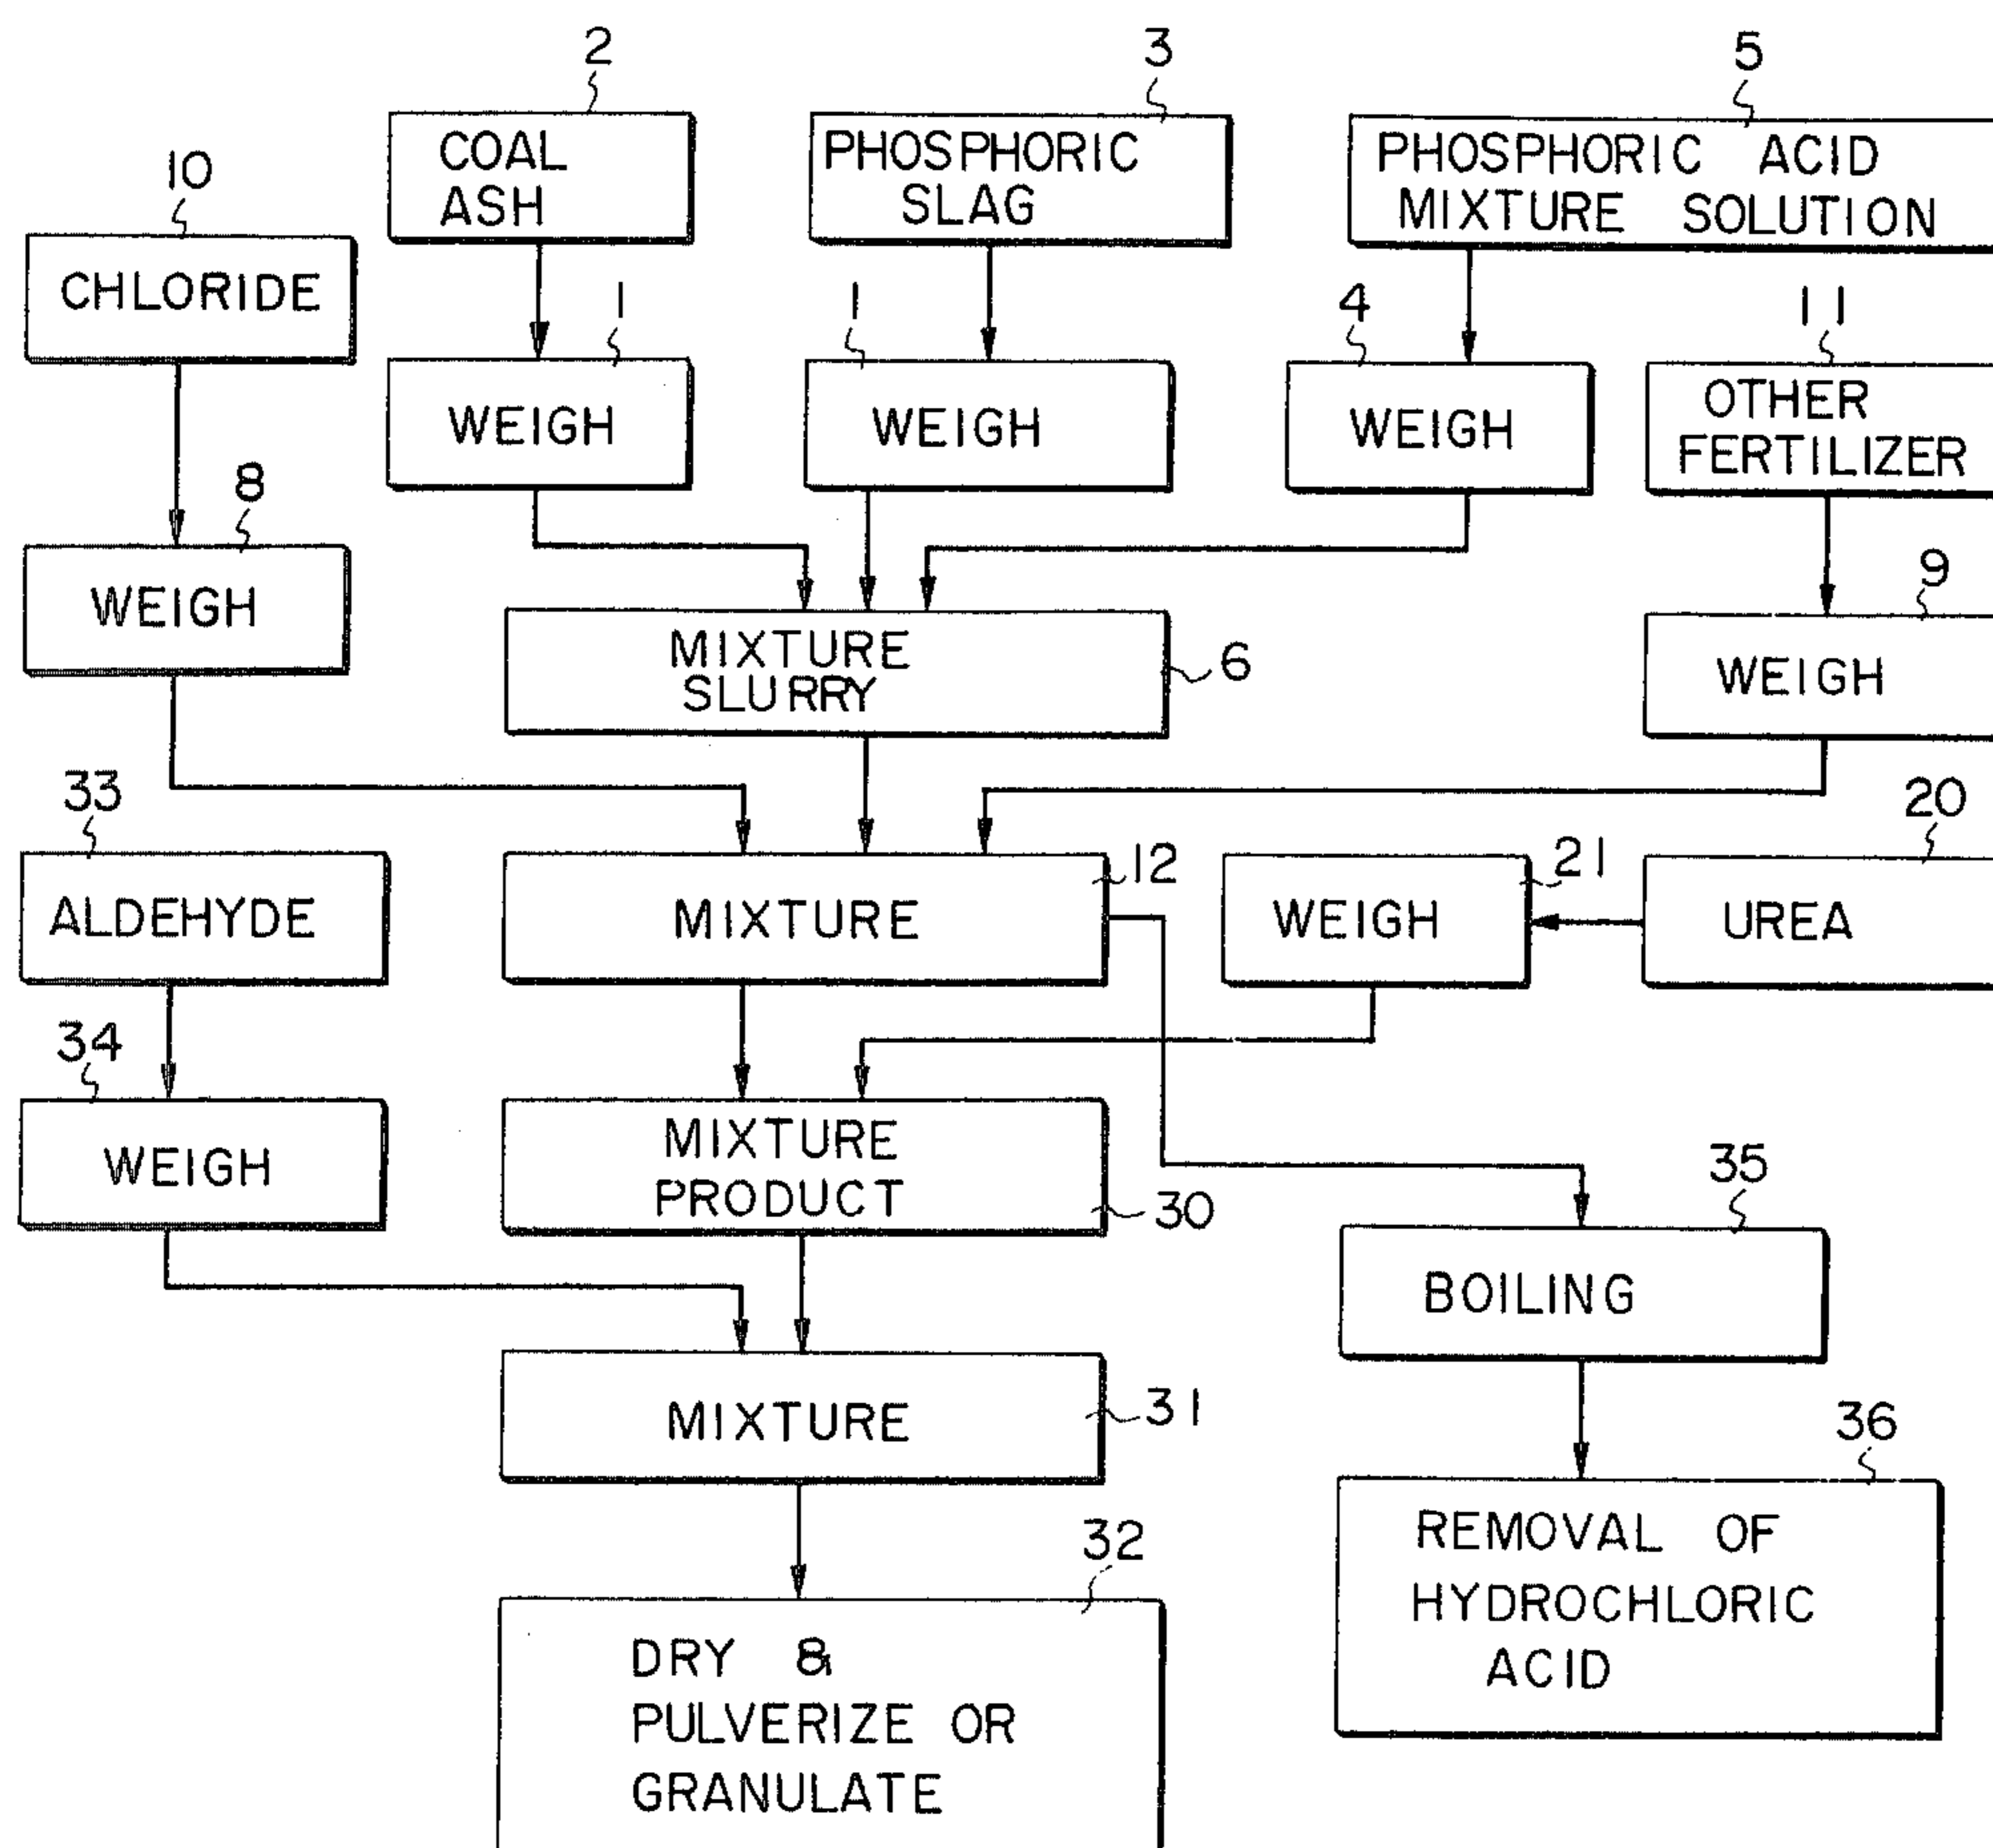 2
3
5
COAL
ASH
PHOSPHORIC
SLAG
PHOSPHORIC ACID
MIXTURE SOLUTION
10
CHLORIDE
1
1
4
11
WEIGH
WEIGH
WEIGH
OTHER
FERTILIZER
8
WEIGH
9
MIXTURE
SLURRY
6
WEIGH
33
20
ALDEHYDE
MIXTURE
12
WEIGH
21
UREA
34
WEIGH
MIXTURE
PRODUCT
30
35
BOILING
MIXTURE
31
36
REMOVAL OF
HYDROCHLORIC
ACID
32
DRY &
PULVERIZE OR
GRANULATE